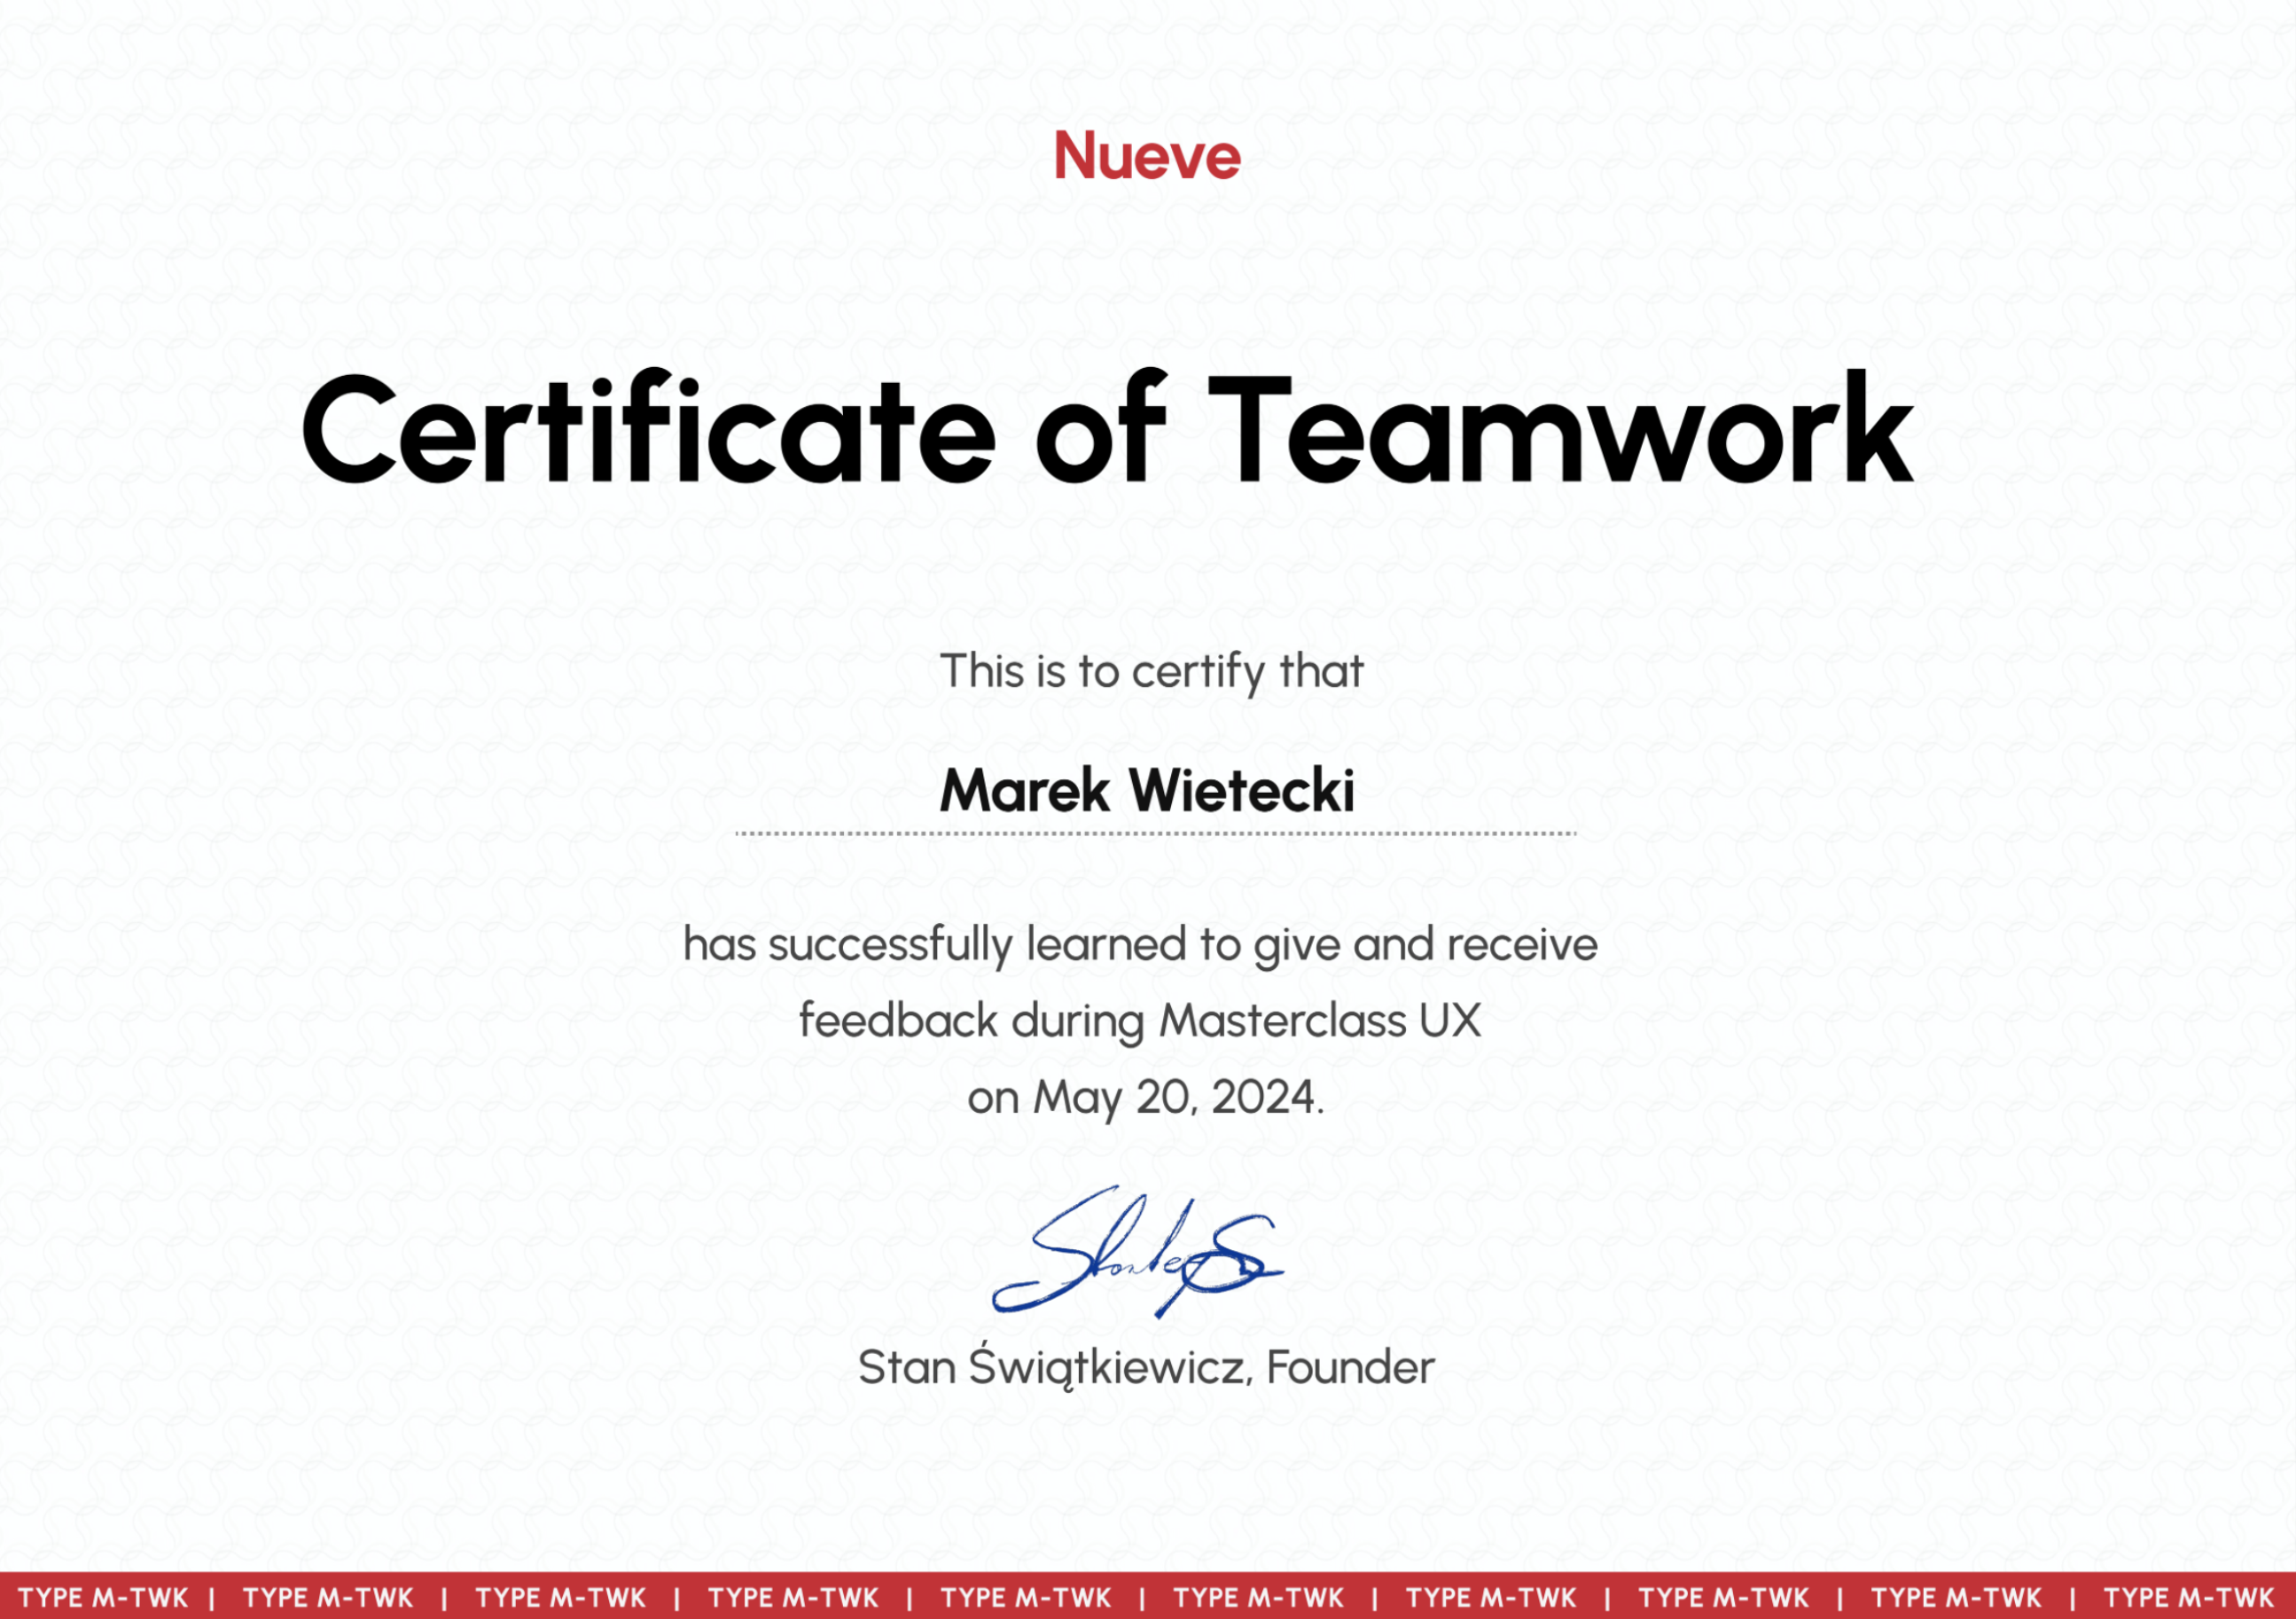 Nueve
Certificate of Teamwork
This is to certify that
Marek Wietecki
has successfully learned to give and receive
feedback during Masterclass UX
on May 20, 2024.
Stan Świątkiewicz, Founder
TYPE M-TWK | TYPE M-TWK | TYPE M-TWK | TYPE M-TWK | TYPE M-TWK | TYPE M-TWK | TYPE M-TWK | TYPE M-TWK | TYPE M-TWK | TYPE M-TWK